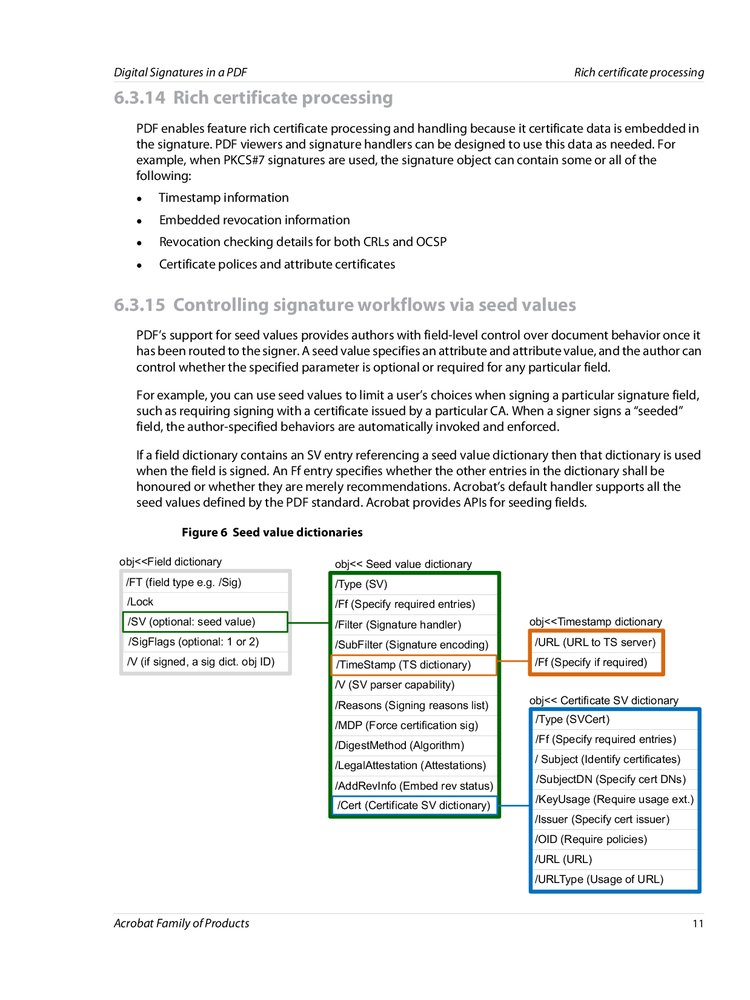 Digital Signatures in a PDF
Rich certificate processing
6.3.14 Rich certificate processing
PDF enables feature rich certificate processing and handling because it certificate data is embedded in
the signature. PDF viewers and signature handlers can be designed to use this data as needed. For
example, when PKCS#7 signatures are used, the signature object can contain some or all of the
following:
• Timestamp information
• Embedded revocation information
• Revocation checking details for both CRLs and OCSP
• Certificate polices and attribute certificates
6.3.15 Controlling signature workflows via seed values
PDF’s support for seed values provides authors with field-level control over document behavior once it
has been routed to the signer. A seed value specifies an attribute and attribute value, and the author can
control whether the specified parameter is optional or required for any particular field.
For example, you can use seed values to limit a user’s choices when signing a particular signature field,
such as requiring signing with a certificate issued by a particular CA. When a signer signs a “seeded”
field, the author-specified behaviors are automatically invoked and enforced.
If a field dictionary contains an SV entry referencing a seed value dictionary then that dictionary is used
when the field is signed. An Ff entry specifies whether the other entries in the dictionary shall be
honoured or whether they are merely recommendations. Acrobat’s default handler supports all the
seed values defined by the PDF standard. Acrobat provides APIs for seeding fields.
Figure 6 Seed value dictionaries
obj<<Field dictionary
/FT (field type e.g. /Sig)
/Lock
/SV (optional: seed value)
/SigFlags (optional: 1 or 2)
/V (if signed, a sig dict. obj ID)
obj<< Seed value dictionary
/Type (SV)
/Ff (Specify required entries)
/Filter (Signature handler)
/SubFilter (Signature encoding)
/TimeStamp (TS dictionary)
/V (SV parser capability)
/Reasons (Signing reasons list)
/MDP (Force certification sig)
/DigestMethod (Algorithm)
/LegalAttestation (Attestations)
/AddRevInfo (Embed rev status)
/Cert (Certificate SV dictionary)
obj<<Timestamp dictionary
/URL (URL to TS server)
/Ff (Specify if required)
obj<< Certificate SV dictionary
/Type (SVCert)
/Ff (Specify required entries)
/ Subject (Identify certificates)
/SubjectDN (Specify cert DNs)
/KeyUsage (Require usage ext.)
/Issuer (Specify cert issuer)
/OID (Require policies)
/URL (URL)
/URLType (Usage of URL)
Acrobat Family of Products
11